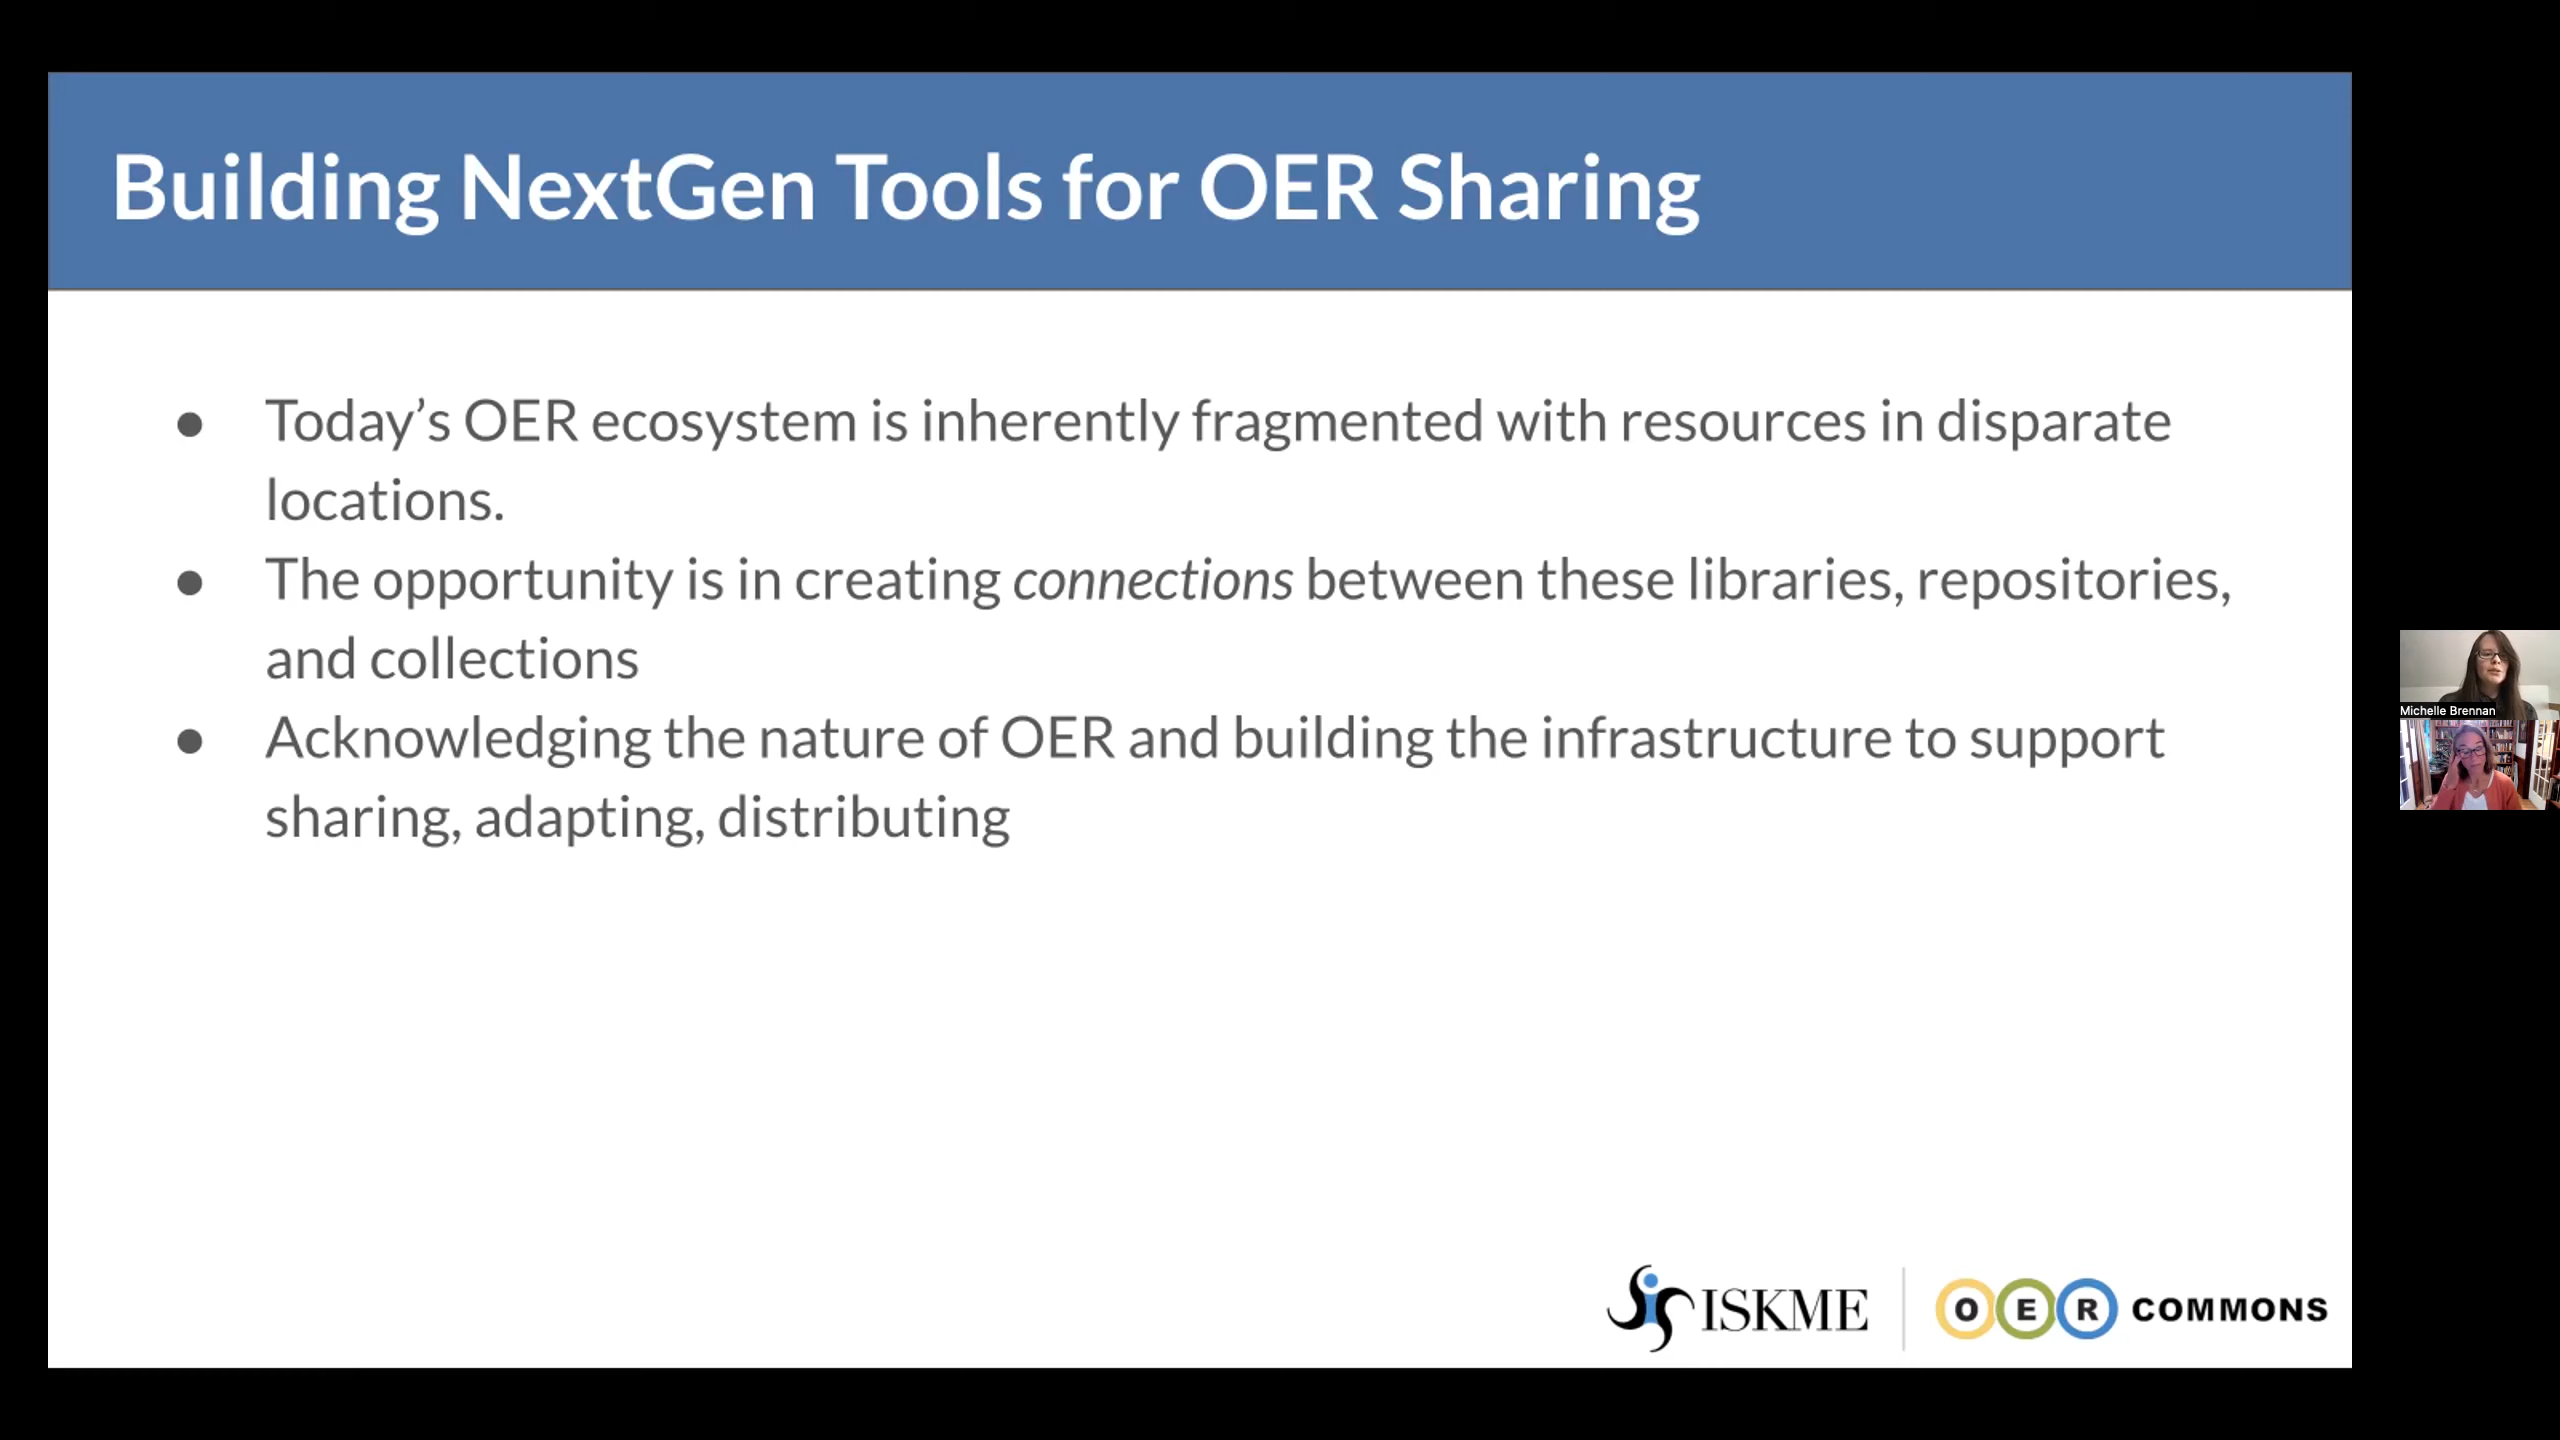 Building NextGen Tools for OER Sharing
● Today’s OER ecosystem is inherently fragmented with resources in disparate
locations.
● The opportunity is in creating connections between these libraries, repositories,
and collections
● Acknowledging the nature of OER and building the infrastructure to support
sharing, adapting, distributing
Michelle Brennan
ISKME
O E R COMMONS